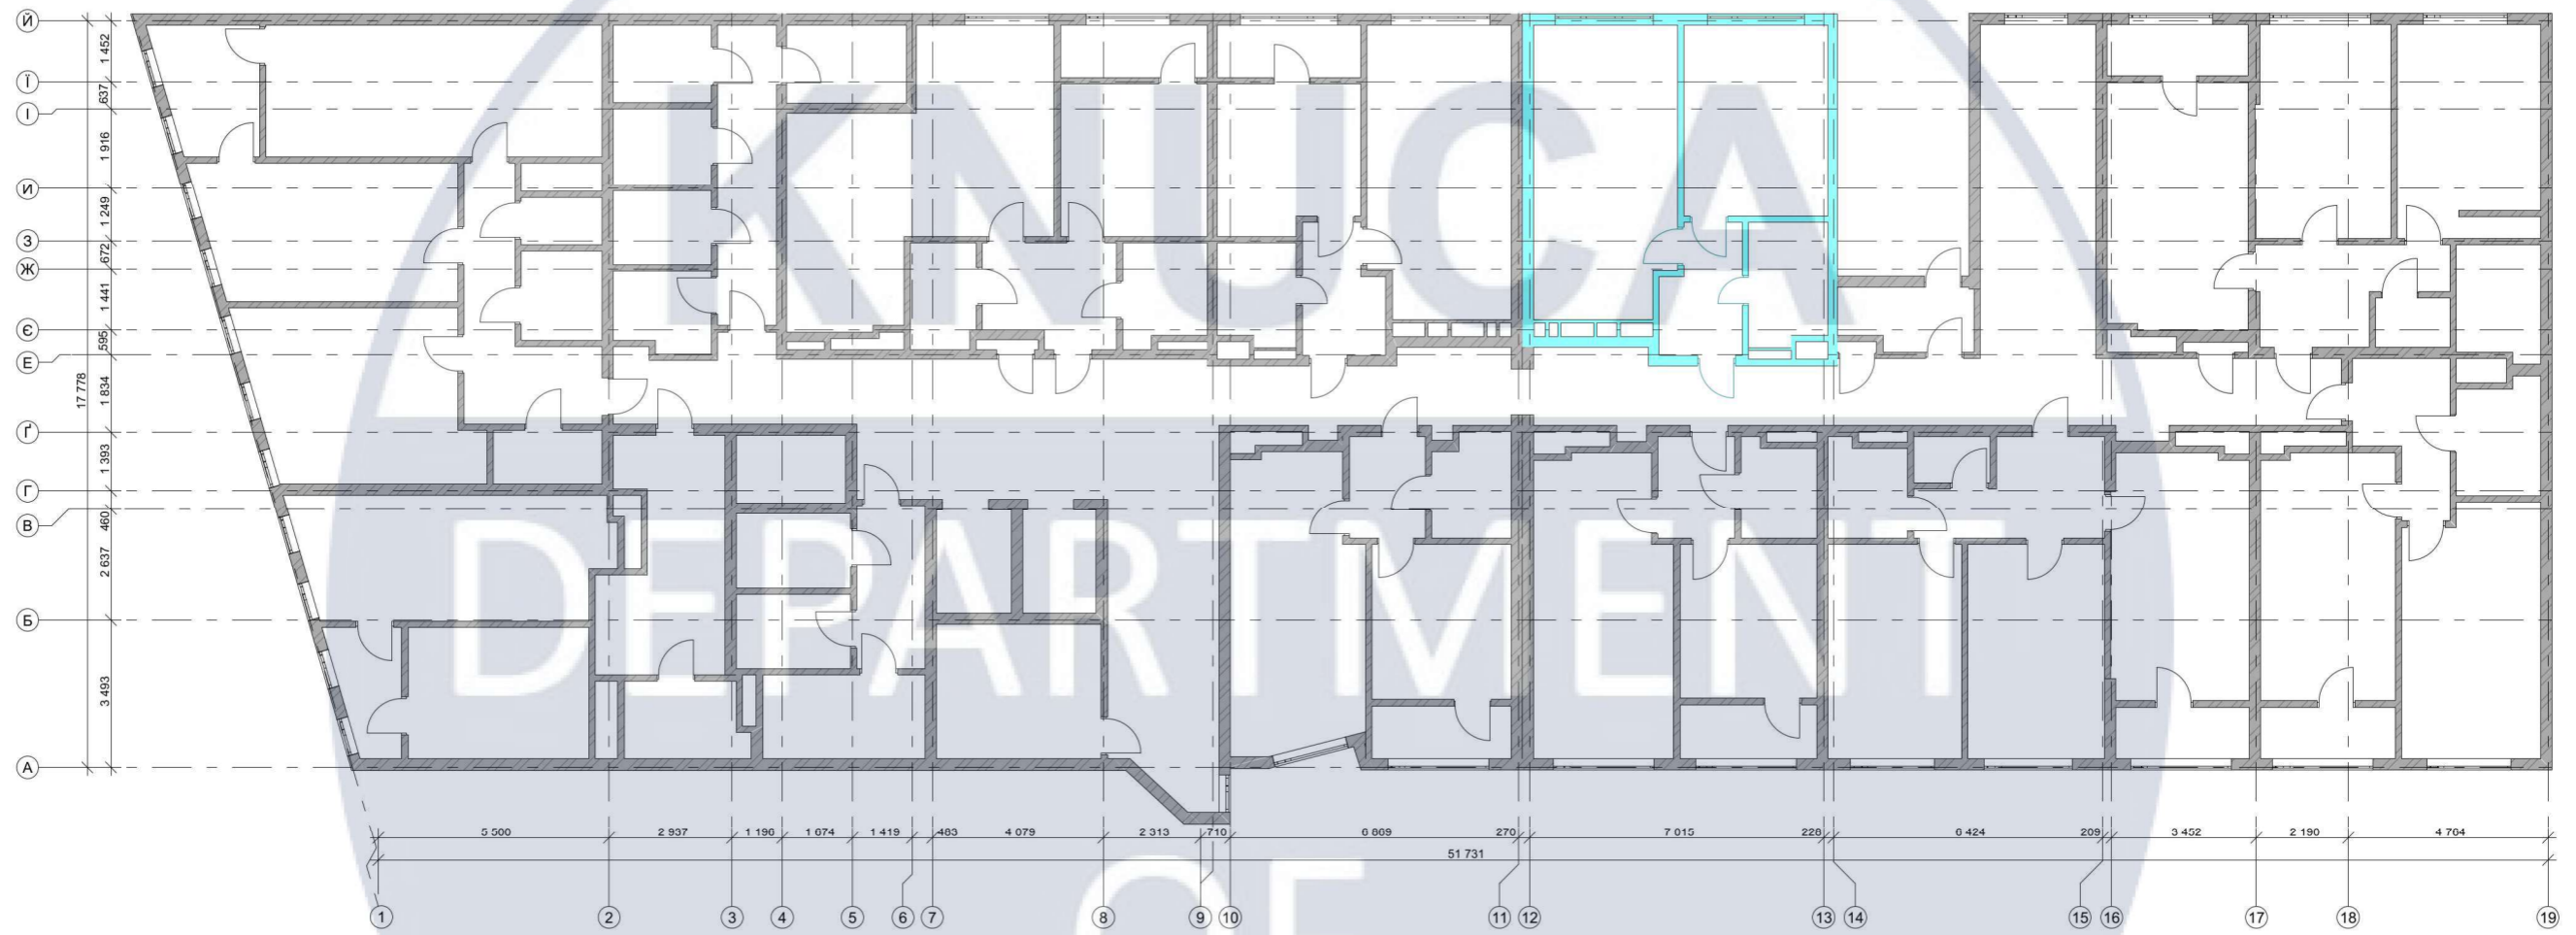 Й
Ї
І
И
З
Ж
Є
Е
Ґ
Г
В
Б
А
1 452
637
1 916
1 249
672
1 441
595
1 834
1 393
460
2 637
3 493
17 778
KNUCA
DEPARTMENT
OF
5 500 2 937 1 196 1 674 1 419 483 4 079 2 313 710 6 869 270 7 015 228 6 424 209 3 452 2 190 4 764
51 731
1 2 3 4 5 6 7 8 9 10 11 12 13 14 15 16 17 18 19